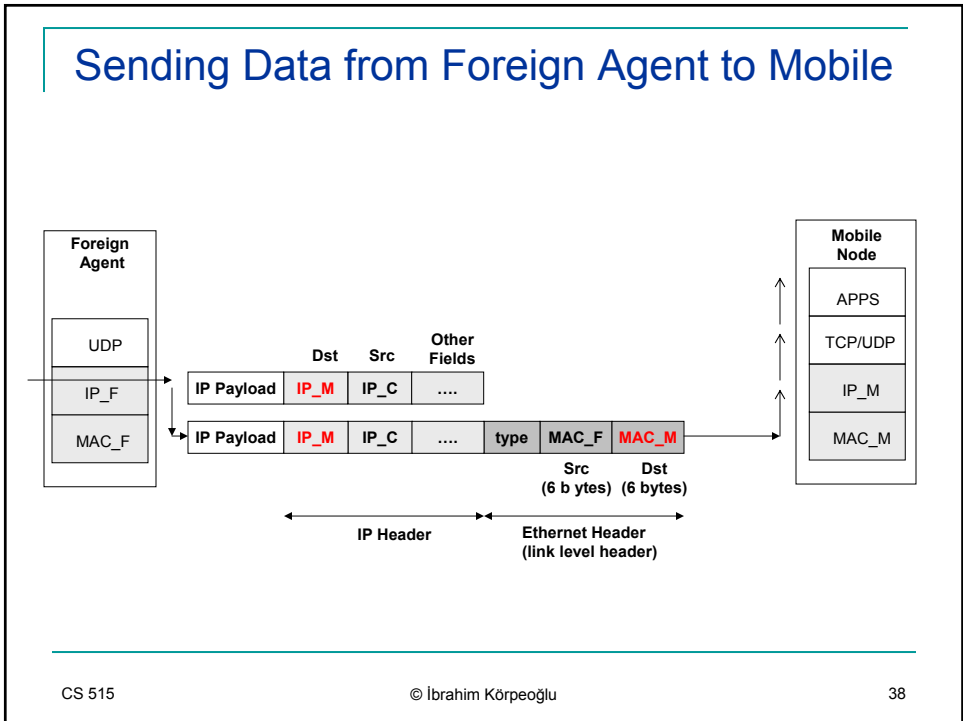 Sending Data from Foreign Agent to Mobile
Foreign
Agent
UDP
IP_F
MAC_F
Dst Src Other
Fields
IP Payload IP_M IP_C ....
IP Payload IP_M IP_C .... type MAC_F MAC_M
Src Dst
(6 b ytes) (6 bytes)
IP Header
Ethernet Header
(link level header)
Mobile
Node
APPS
TCP/UDP
IP_M
MAC_M
CS 515 © İbrahim Körpeoğlu 38